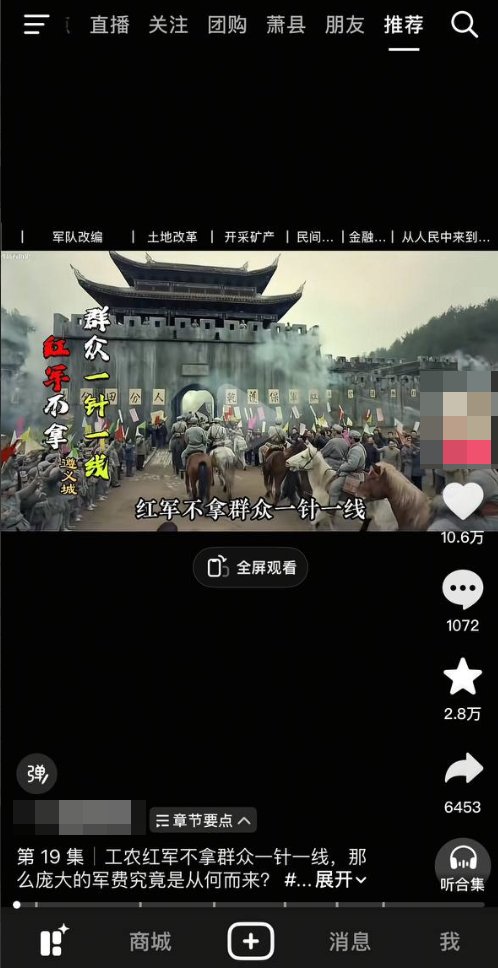 直播 关注 团购 萧县 朋友 推荐
军队改编 | 土地改革 | 开采矿产 | 民间... | 金融... | 从人民中来到...
群众一针一线
红军不拿
遵义城
红军不拿群众一针一线
全屏观看
10.6万
1072
2.8万
6453
弹
章节要点
第 19 集 | 工农红军不拿群众一针一线，那
么庞大的军费究竟是从何而来？ #... 展开
听合集
商城 消息 我